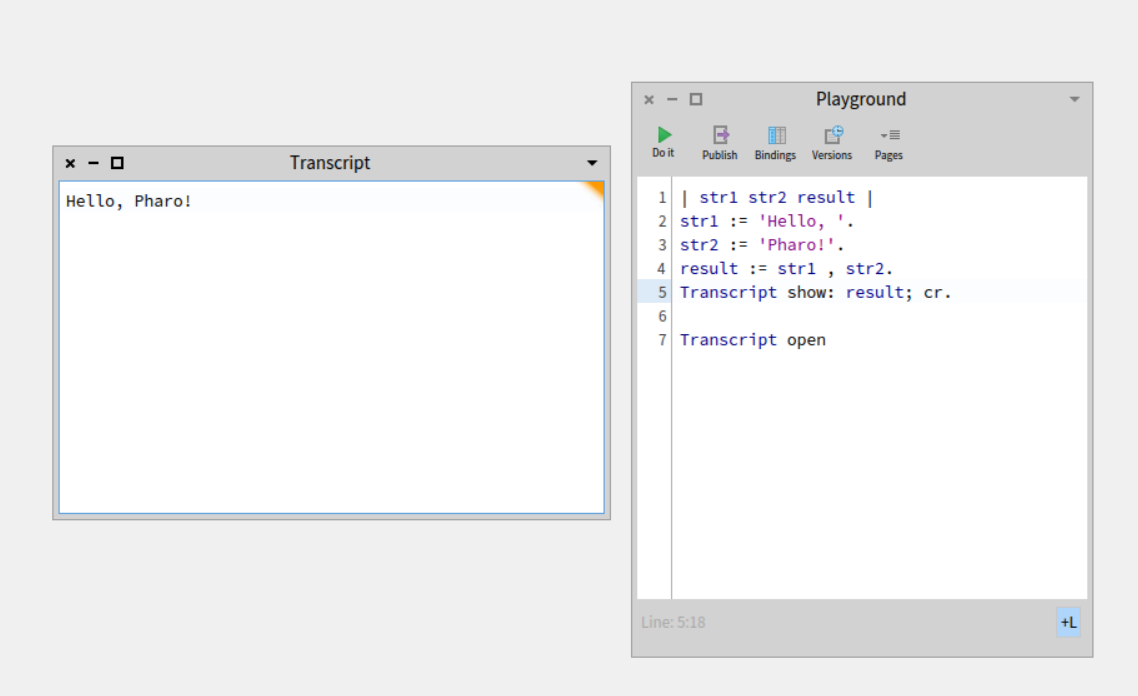 Transcript
Hello, Pharo!
Playground
Do it Publish Bindings Versions Pages
1 | str1 str2 result |
2 str1 := 'Hello, '.
3 str2 := 'Pharo!'.
4 result := str1 , str2.
5 Transcript show: result; cr.
6
7 Transcript open
Line: 5:18 +L